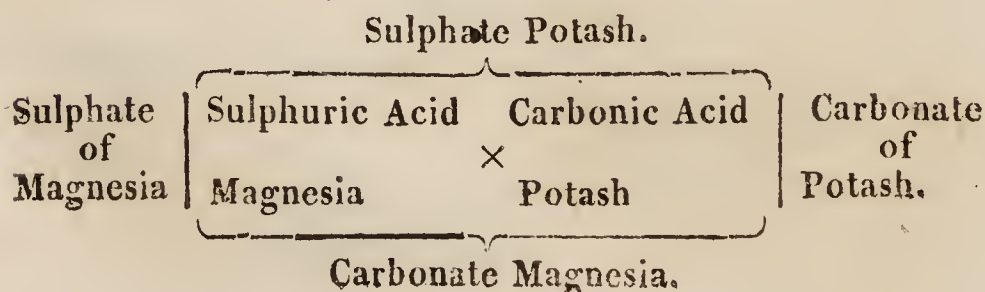 Sulphate Potash.
Sulphate
of
Magnesia
Sulphuric Acid Carbonic Acid
×
Magnesia Potash
Carbonate
of
Potash.
Carbonate Magnesia.